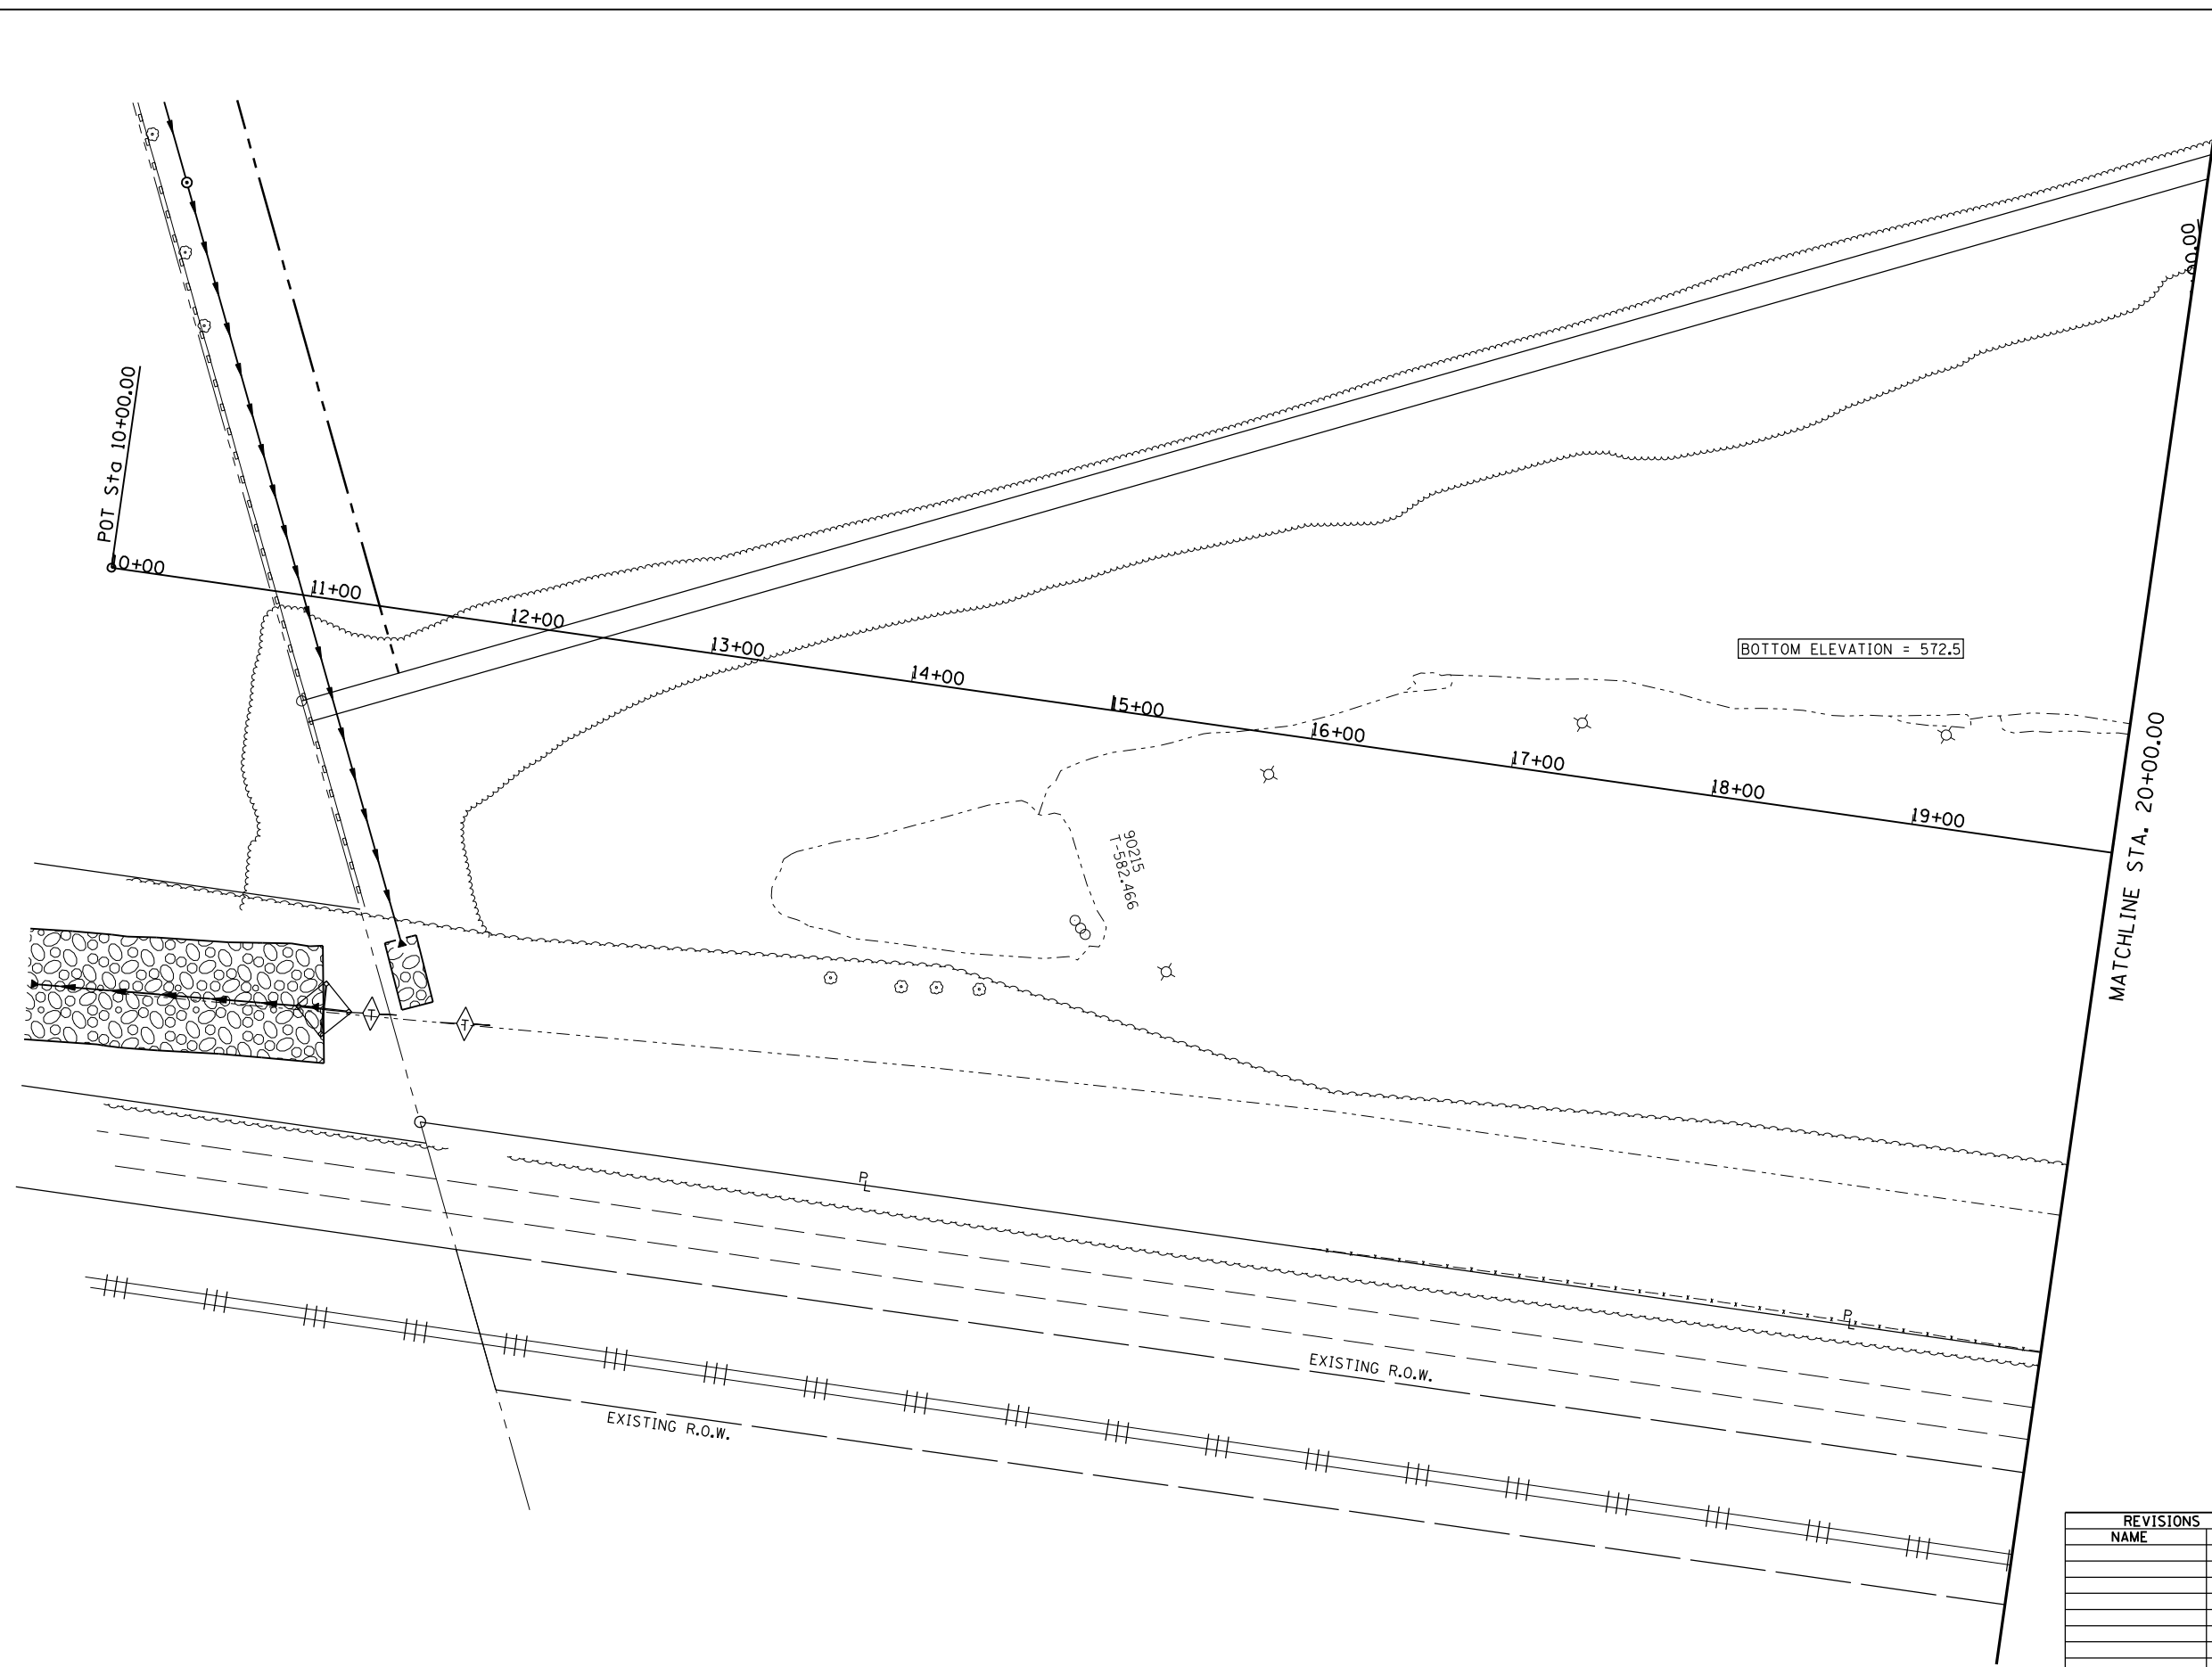 POT Sta 10+00.00
10+00
11+00
12+00
13+00
14+00
15+00
16+00
17+00
18+00
19+00
BOTTOM ELEVATION = 572.5
90215
T-582.466
MATCHLINE STA. 20+00.00
T
T
PL
PL
EXISTING R.O.W.
EXISTING R.O.W.
REVISIONS
NAME